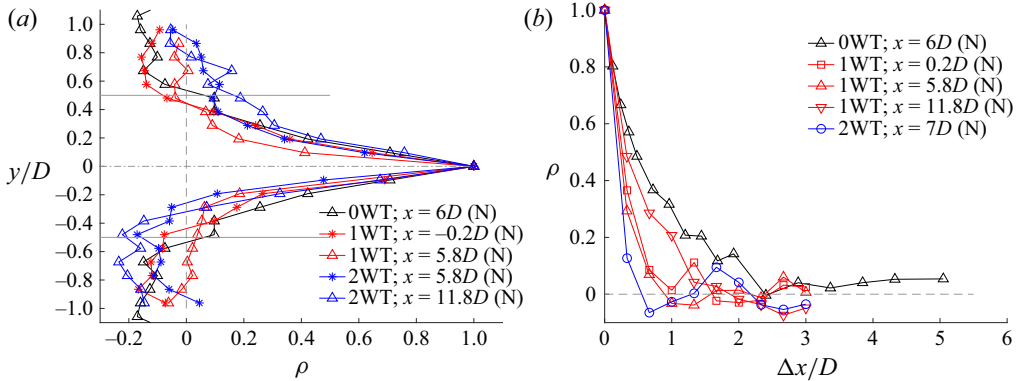 (a)
1.0
0.8
0.6
0.4
0.2
0
−0.2
−0.4
−0.6
−0.8
−1.0
y/D
0WT; x = 6D (N)
1WT; x = −0.2D (N)
1WT; x = 5.8D (N)
2WT; x = 5.8D (N)
2WT; x = 11.8D (N)
−0.2
0
0.2
0.4
0.6
0.8
1.0
ρ
(b)
1.0
0.8
0.6
0.4
0.2
0
ρ
0WT; x = 6D (N)
1WT; x = 0.2D (N)
1WT; x = 5.8D (N)
1WT; x = 11.8D (N)
2WT; x = 7D (N)
0
1
2
3
4
5
6
Δx/D